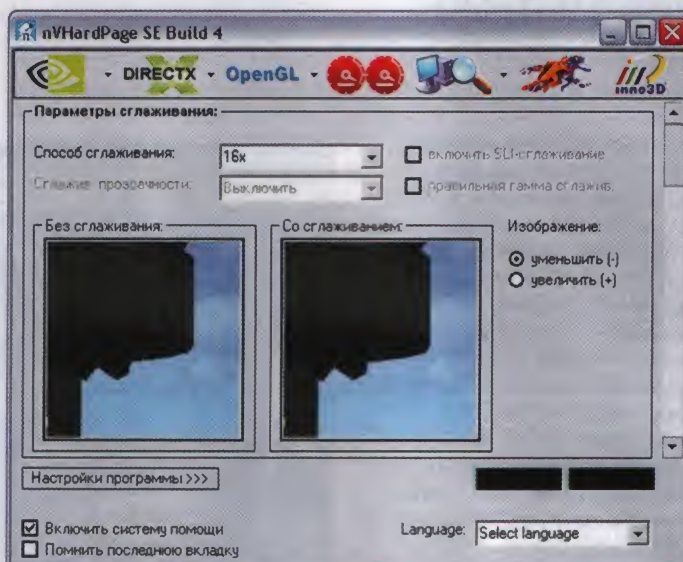 nVHardPage SE Build 4
DIRECTX OpenGL inno3D
Параметры сглаживания:
Способ сглаживания: 16x включить SLI-сглаживание
Сглажив. прозрачности: Выключить правильная гамма сглажив.
Без сглаживания: Со сглаживанием: Изображение:
уменьшить (-)
увеличить (+)
Настройки программы >>>
Включить систему помощи Language: Select language
Помнить последнюю вкладку